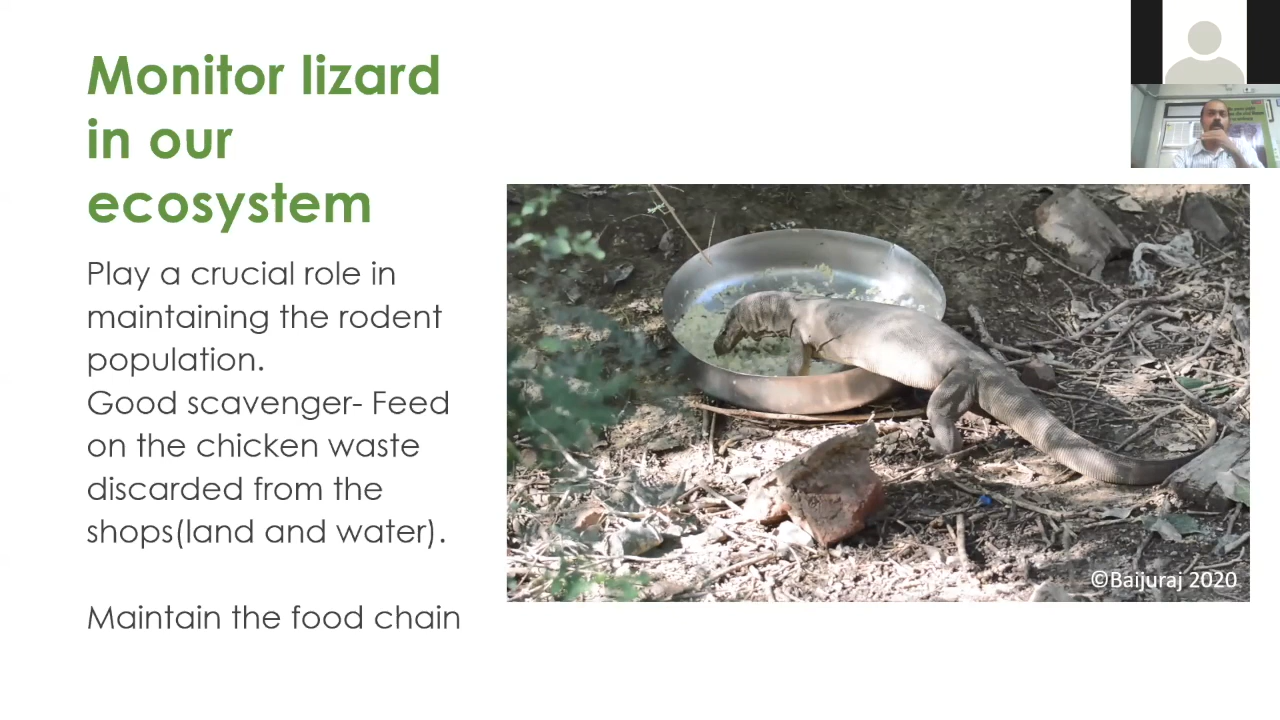 Monitor lizard
in our
ecosystem
Play a crucial role in
maintaining the rodent
population.
Good scavenger- Feed
on the chicken waste
discarded from the
shops(land and water).
Maintain the food chain
©Baijuraj 2020